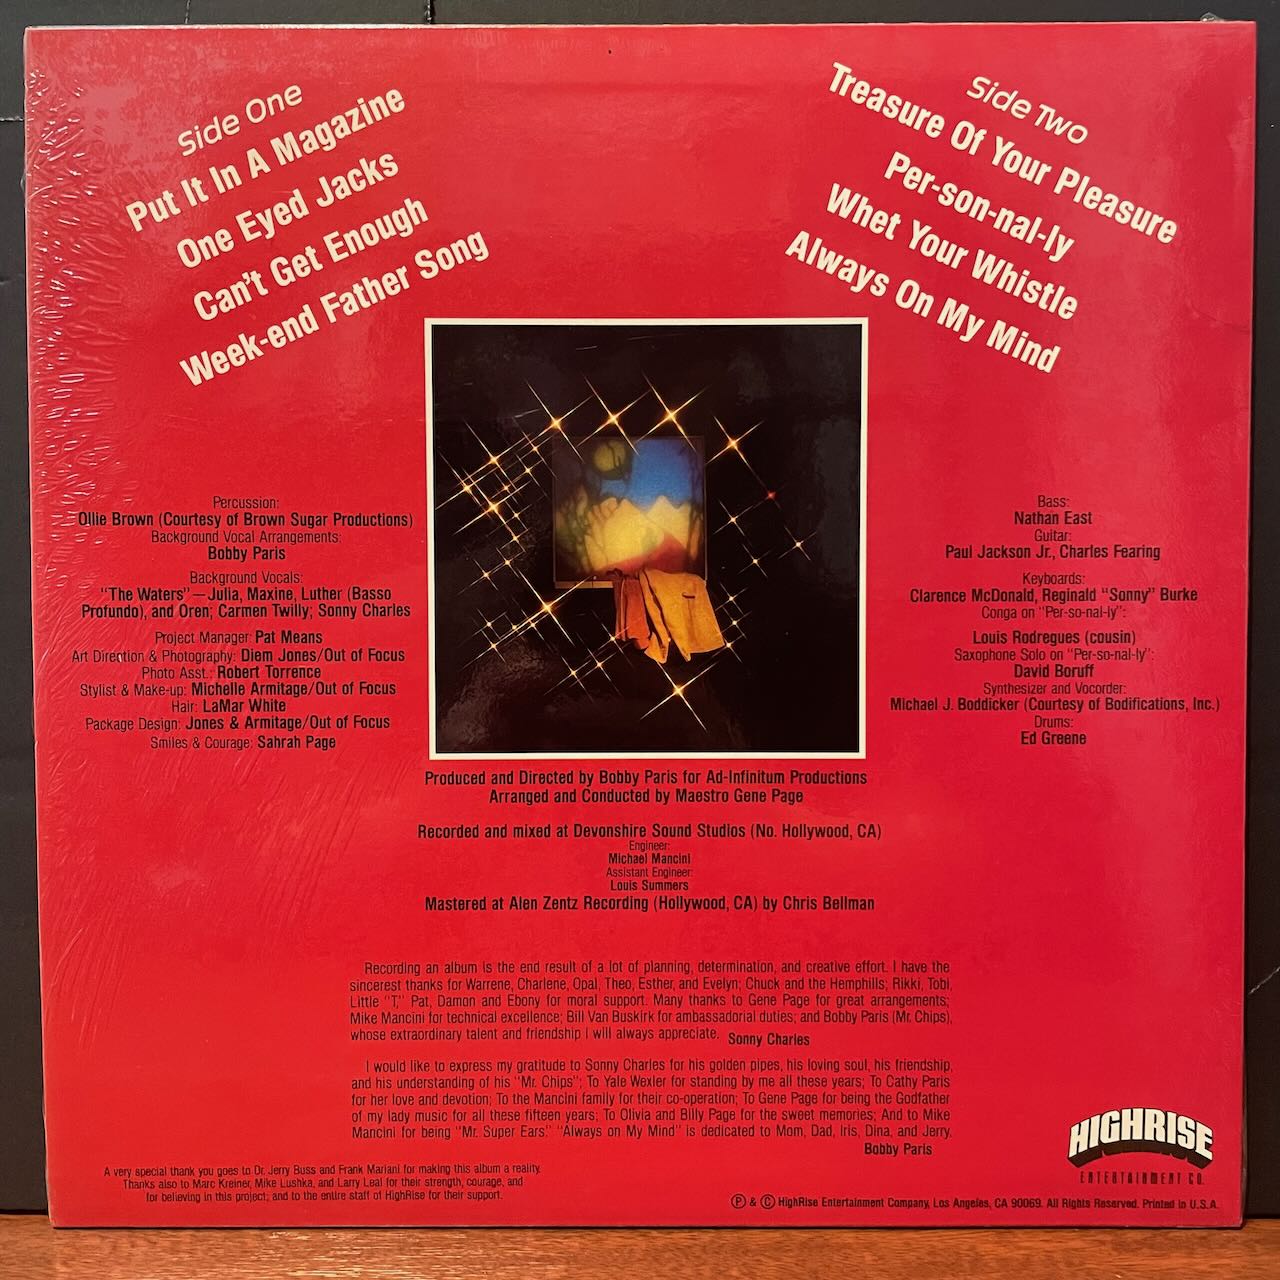 Side One
Put It In A Magazine
One Eyed Jacks
Can't Get Enough
Week-end Father Song
Side Two
Treasure Of Your Pleasure
Per-son-nal-ly
Whet Your Whistle
Always On My Mind
Percussion:
Ollie Brown (Courtesy of Brown Sugar Productions)
Background Vocal Arrangements:
Bobby Paris
Background Vocals:
"The Waters"—Julia, Maxine, Luther (Basso
Profundo), and Oren; Carmen Twilly; Sonny Charles
Project Manager: Pat Means
Art Direction & Photography: Diem Jones/Out of Focus
Photo Asst.: Robert Torrence
Stylist & Make-up: Michelle Armitage/Out of Focus
Hair: LaMar White
Package Design: Jones & Armitage/Out of Focus
Smiles & Courage: Sahrah Page
Bass:
Nathan East
Guitar:
Paul Jackson Jr., Charles Fearing
Keyboards:
Clarence McDonald, Reginald "Sonny" Burke
Conga on "Per-so-nal-ly":
Louis Rodregues (cousin)
Saxophone Solo on "Per-so-nal-ly":
David Boruff
Synthesizer and Vocorder:
Michael J. Boddicker (Courtesy of Bodifications, Inc.)
Drums:
Ed Greene
Produced and Directed by Bobby Paris for Ad-Infinitum Productions
Arranged and Conducted by Maestro Gene Page
Recorded and mixed at Devonshire Sound Studios (No. Hollywood, CA)
Engineer:
Michael Mancini
Assistant Engineer:
Louis Summers
Mastered at Alen Zentz Recording (Hollywood, CA) by Chris Bellman
Recording an album is the end result of a lot of planning, determination, and creative effort. I have the
sincerest thanks for Warrene, Charlene, Opal, Theo, Esther, and Evelyn; Chuck and the Hemphills; Rikki, Tobi,
Little "T," Pat, Damon and Ebony for moral support. Many thanks to Gene Page for great arrangements;
Mike Mancini for technical excellence; Bill Van Buskirk for ambassadorial duties; and Bobby Paris (Mr. Chips),
whose extraordinary talent and friendship I will always appreciate. Sonny Charles
I would like to express my gratitude to Sonny Charles for his golden pipes, his loving soul, his friendship,
and his understanding of his "Mr. Chips"; To Yale Wexler for standing by me all these years; To Cathy Paris
for her love and devotion; To the Mancini family for their co-operation; To Gene Page for being the Godfather
of my lady music for all these fifteen years; To Olivia and Billy Page for the sweet memories; And to Mike
Mancini for being "Mr. Super Ears." "Always on My Mind" is dedicated to Mom, Dad, Iris, Dina, and Jerry.
Bobby Paris
A very special thank you goes to Dr. Jerry Buss and Frank Mariani for making this album a reality.
Thanks also to Marc Kreiner, Mike Lushka, and Larry Leal for their strength, courage, and
for believing in this project; and to the entire staff of HighRise for their support.
HIGHRISE
ENTERTAINMENT CO.
Ⓟ & © HighRise Entertainment Company, Los Angeles, CA 90069. All Rights Reserved. Printed in U.S.A.